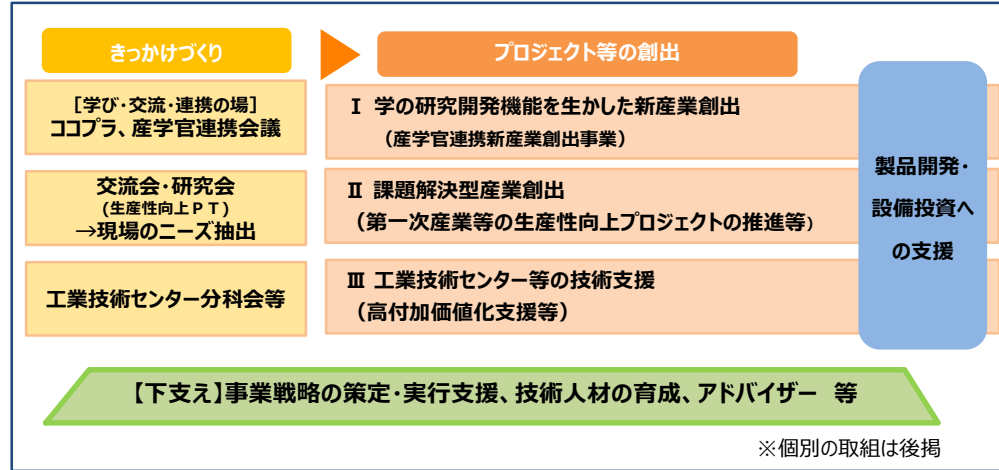 きっかけづくり
プロジェクト等の創出
［学び・交流・連携の場］
ココプラ、産学官連携会議
Ⅰ 学の研究開発機能を生かした新産業創出
（産学官連携新産業創出事業）
交流会・研究会
(生産性向上ＰＴ)
→現場のニーズ抽出
Ⅱ 課題解決型産業創出
（第一次産業等の生産性向上プロジェクトの推進等)
工業技術センター分科会等
Ⅲ 工業技術センター等の技術支援
（高付加価値化支援等）
製品開発・
設備投資へ
の支援
【下支え】事業戦略の策定・実行支援、技術人材の育成、アドバイザー 等
※個別の取組は後掲